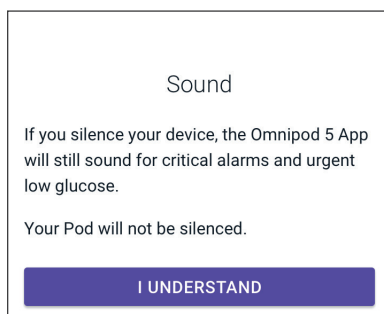 Sound
If you silence your device, the Omnipod 5 App
will still sound for critical alarms and urgent
low glucose.
Your Pod will not be silenced.
I UNDERSTAND